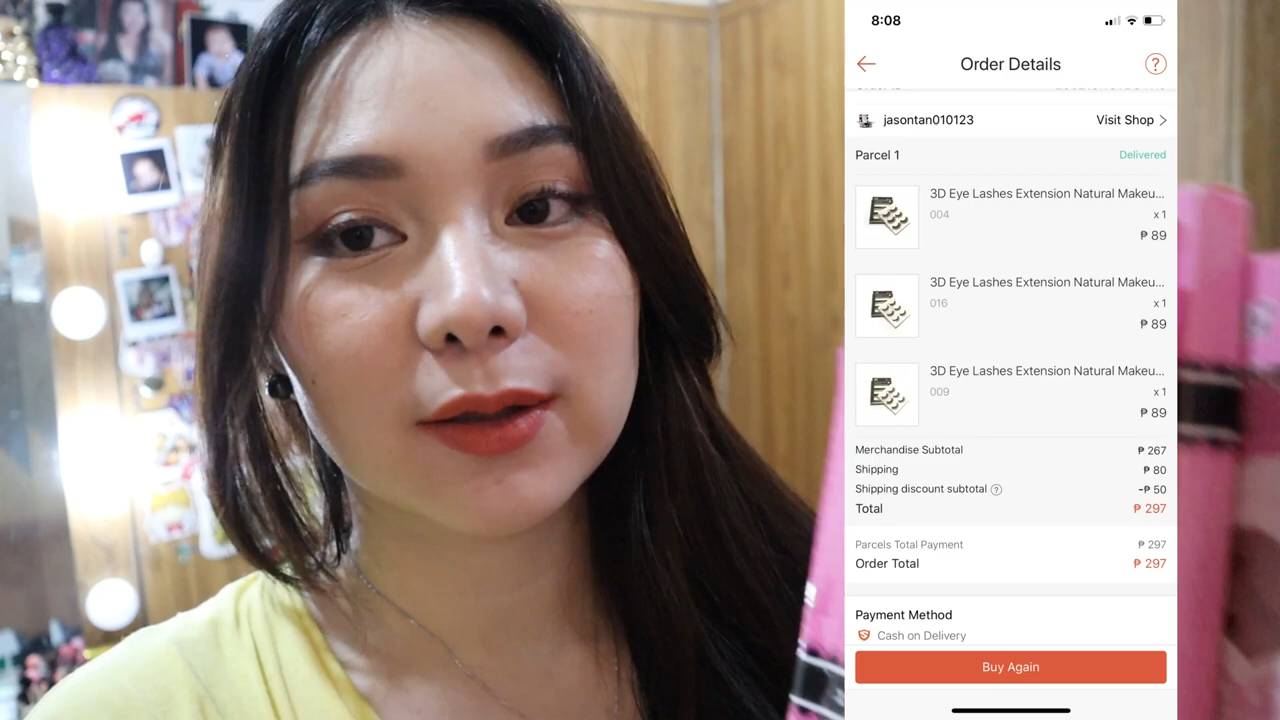 8:08
Order Details
jasontan010123 Visit Shop
Parcel 1 Delivered
3D Eye Lashes Extension Natural Makeu...
004 x 1
₱ 89
3D Eye Lashes Extension Natural Makeu...
016 x 1
₱ 89
3D Eye Lashes Extension Natural Makeu...
009 x 1
₱ 89
Merchandise Subtotal ₱ 267
Shipping ₱ 80
Shipping discount subtotal ? -₱ 50
Total ₱ 297
Parcels Total Payment ₱ 297
Order Total ₱ 297
Payment Method
Cash on Delivery
Buy Again